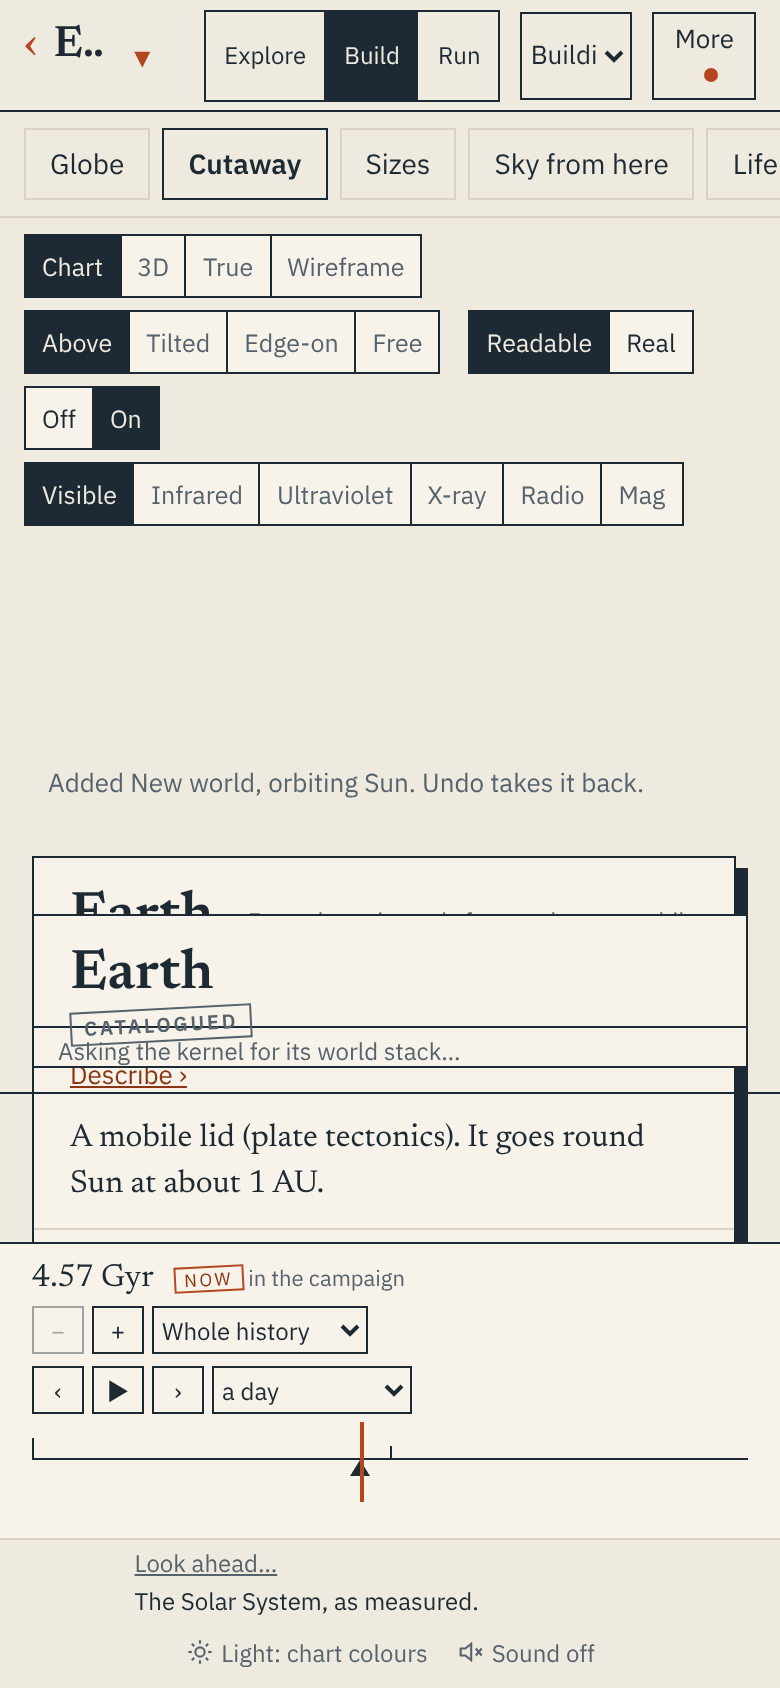 ‹ E.. ▼ Explore Build Run Buildi More
Globe Cutaway Sizes Sky from here Life
Chart 3D True Wireframe
Above Tilted Edge-on Free Readable Real
Off On
Visible Infrared Ultraviolet X-ray Radio Mag
Added New world, orbiting Sun. Undo takes it back.
Earth
Earth
CATALOGUED
Asking the kernel for its world stack...
Describe ›
A mobile lid (plate tectonics). It goes round
Sun at about 1 AU.
4.57 Gyr NOW in the campaign
− + Whole history
‹ ▶ › a day
Look ahead...
The Solar System, as measured.
Light: chart colours Sound off